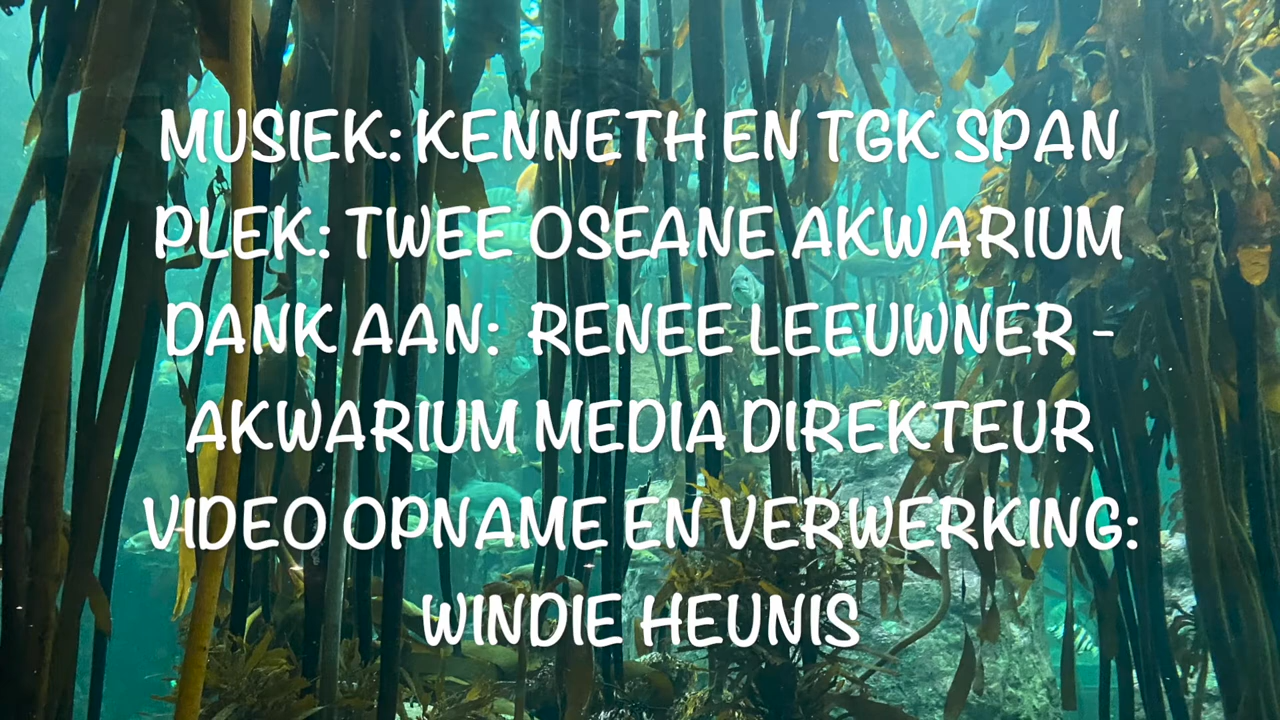 MUSIEK: KENNETH EN TGK SPAN
PLEK: TWEE OSEANE AKWARIUM
DANK AAN: RENEE LEEUWNER -
AKWARIUM MEDIA DIREKTEUR
VIDEO OPNAME EN VERWERKING:
WINDIE HEUNIS